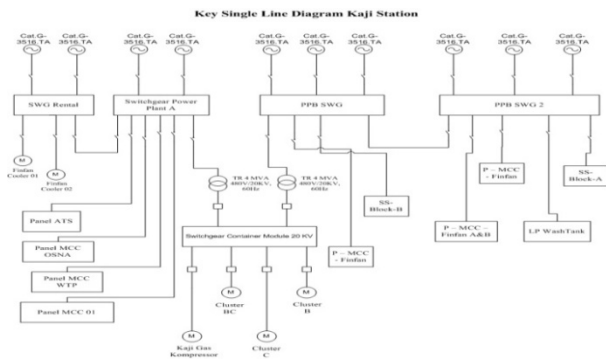 Key Single Line Diagram Kaji Station
Cat.G-
3516.TA
Cat.G-
3516.TA
Cat.G-
3516.TA
Cat.G-
3516.TA
Cat.G-
3516.TA
Cat.G-
3516.TA
Cat.G-
3516.TA
Cat.G-
3516.TA
Cat.G-
3516.TA
Cat.G-
3516.TA
SWG Rental
Switchgear Power
Plant A
PPB SWG
PPB SWG 2
M
Finfan
Cooler 01
M
Finfan
Cooler 02
TR 4 MVA
480V/20KV,
60Hz
TR 4 MVA
480V/20KV,
60Hz
P – MCC
- Finfan
SS-
Block-A
SS-
Block-B
Panel ATS
Panel MCC
OSNA
Panel MCC
WTP
Panel MCC 01
Switchgear Container Module 20 KV
P – MCC
- Finfan
P – MCC –
Finfan A&B
LP WashTank
M
Cluster
BC
M
Cluster
B
M
Kaji Gas
Kompressor
M
Cluster
C